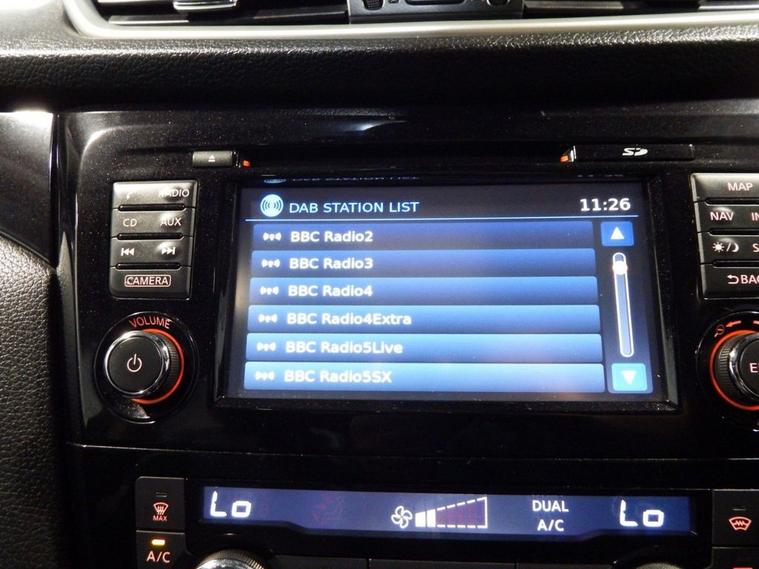 RADIO
CD AUX
CAMERA
VOLUME
SD
DAB STATION LIST 11:26
BBC Radio2
BBC Radio3
BBC Radio4
BBC Radio4Extra
BBC Radio5Live
BBC Radio5SX
MAP
NAV
MAX
A/C
Lo
DUAL
A/C
Lo